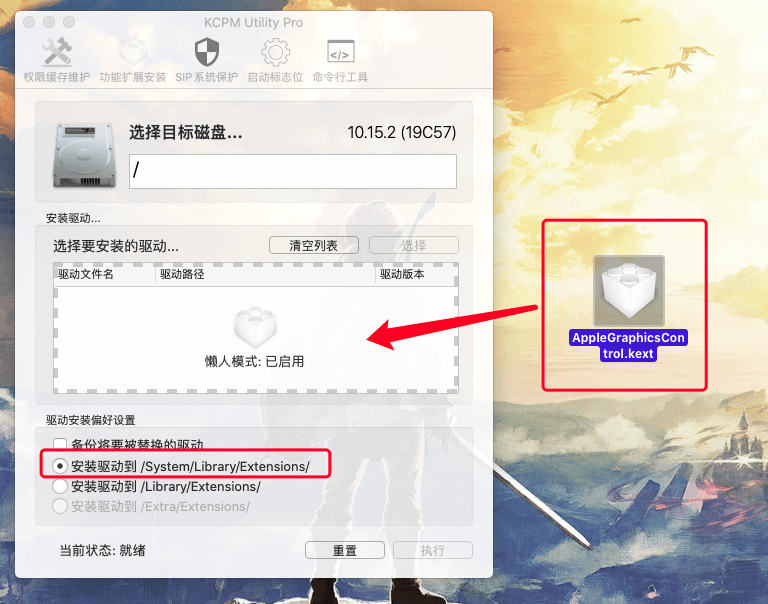 KCPM Utility Pro
权限缓存维护 功能扩展安装 SIP系统保护 启动标志位 命令行工具
选择目标磁盘... 10.15.2 (19C57)
/
安装驱动...
选择要安装的驱动... 清空列表 选择
驱动文件名 驱动路径 驱动版本
懒人模式: 已启用
AppleGraphicsCon
trol.kext
驱动安装偏好设置
备份将要被替换的驱动
安装驱动到 /System/Library/Extensions/
安装驱动到 /Library/Extensions/
安装驱动到 /Extra/Extensions/
当前状态: 就绪 重置 执行